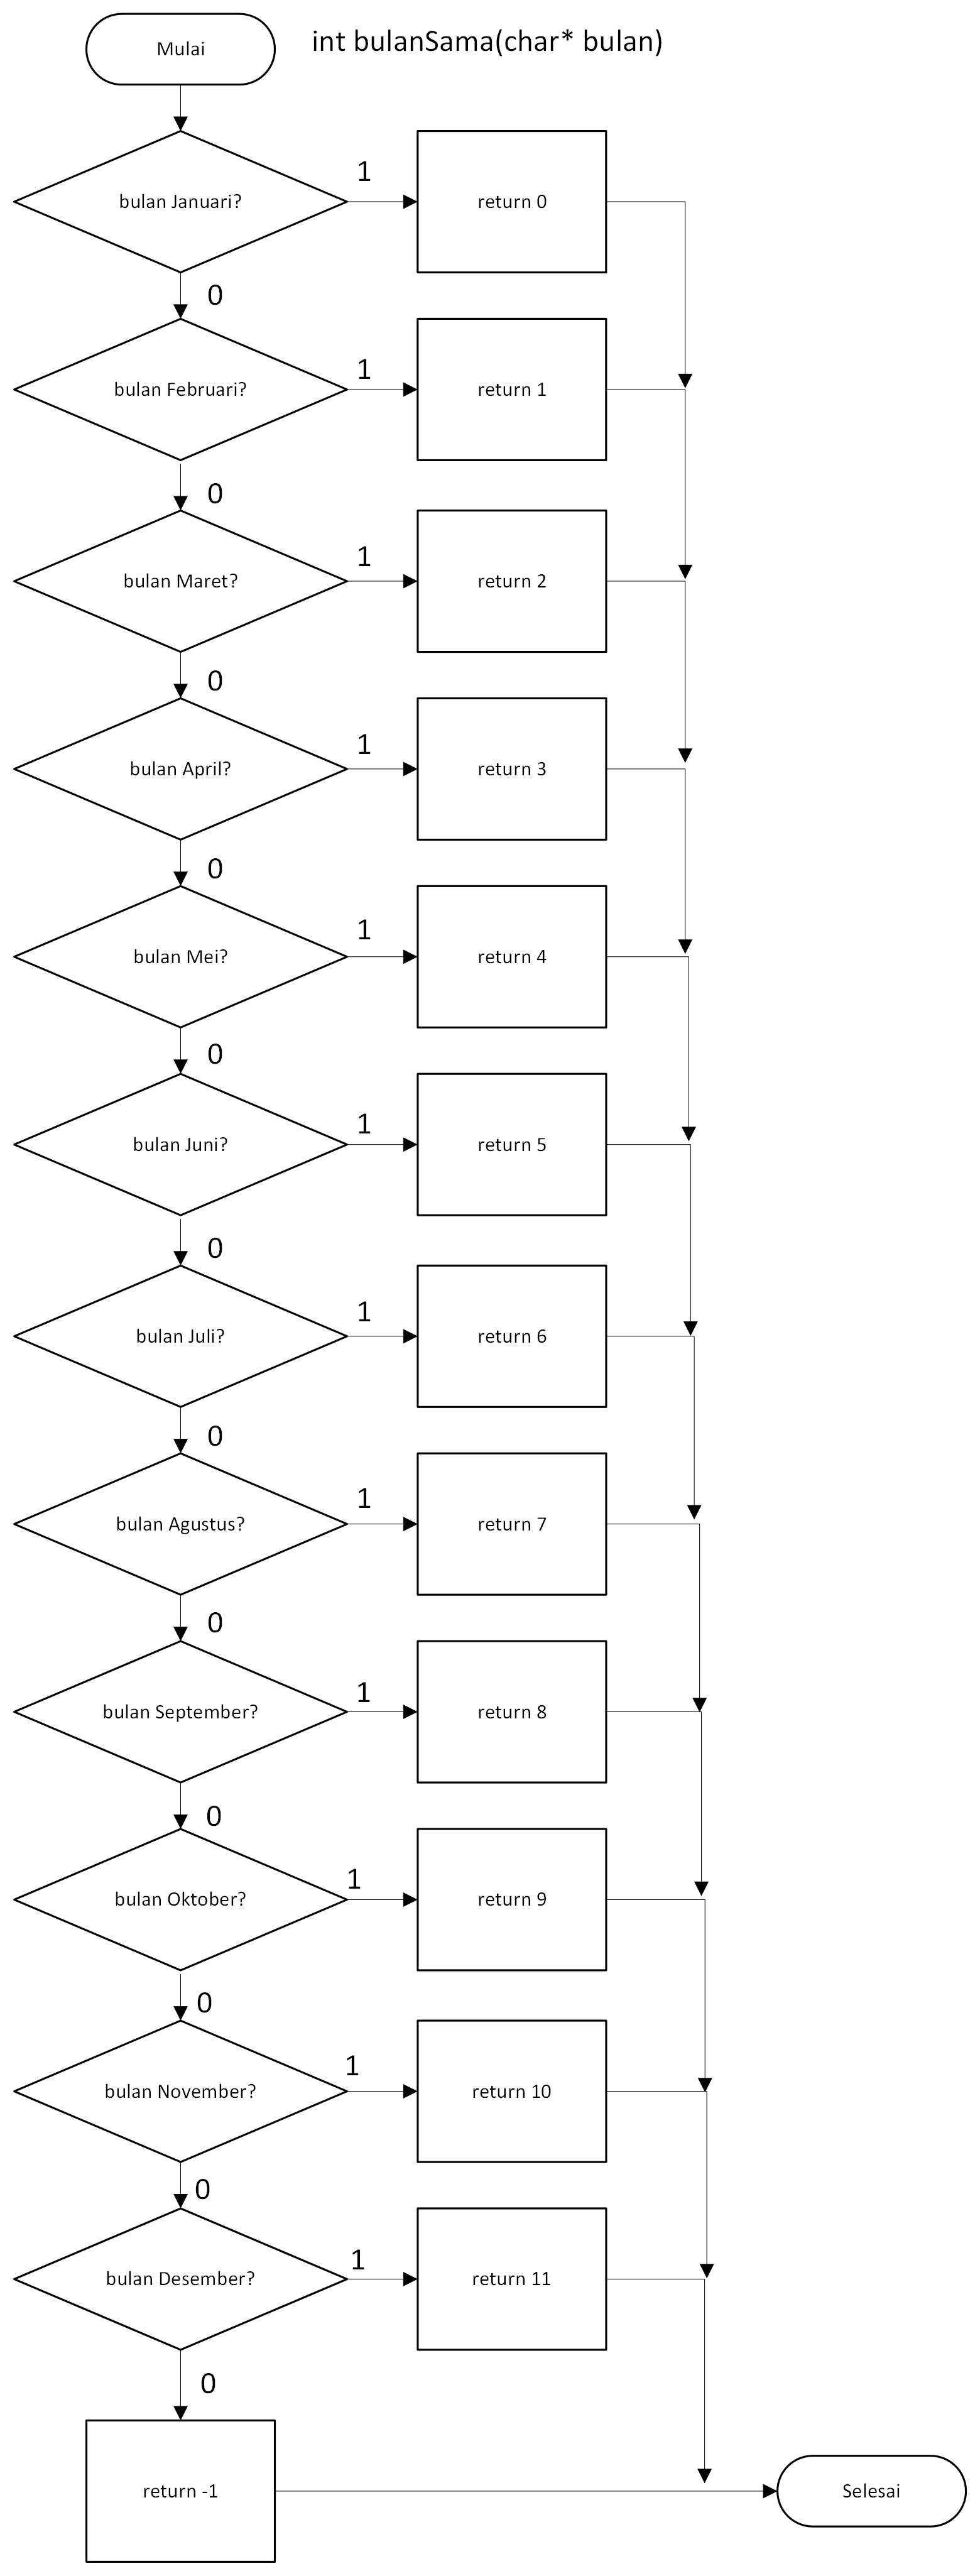 Mulai
int bulanSama(char* bulan)
bulan Januari?
1
return 0
0
bulan Februari?
1
return 1
0
bulan Maret?
1
return 2
0
bulan April?
1
return 3
0
bulan Mei?
1
return 4
0
bulan Juni?
1
return 5
0
bulan Juli?
1
return 6
0
bulan Agustus?
1
return 7
0
bulan September?
1
return 8
0
bulan Oktober?
1
return 9
0
bulan November?
1
return 10
0
bulan Desember?
1
return 11
0
return -1
Selesai